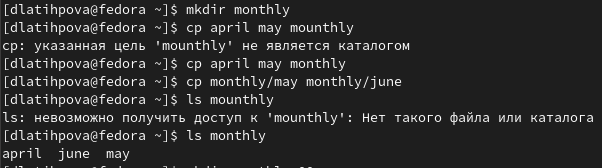 [dlatihpova@fedora ~]$ mkdir monthly
[dlatihpova@fedora ~]$ cp april may mounthly
cp: указанная цель 'mounthly' не является каталогом
[dlatihpova@fedora ~]$ cp april may monthly
[dlatihpova@fedora ~]$ cp monthly/may monthly/june
[dlatihpova@fedora ~]$ ls mounthly
ls: невозможно получить доступ к 'mounthly': Нет такого файла или каталога
[dlatihpova@fedora ~]$ ls monthly
april  june  may